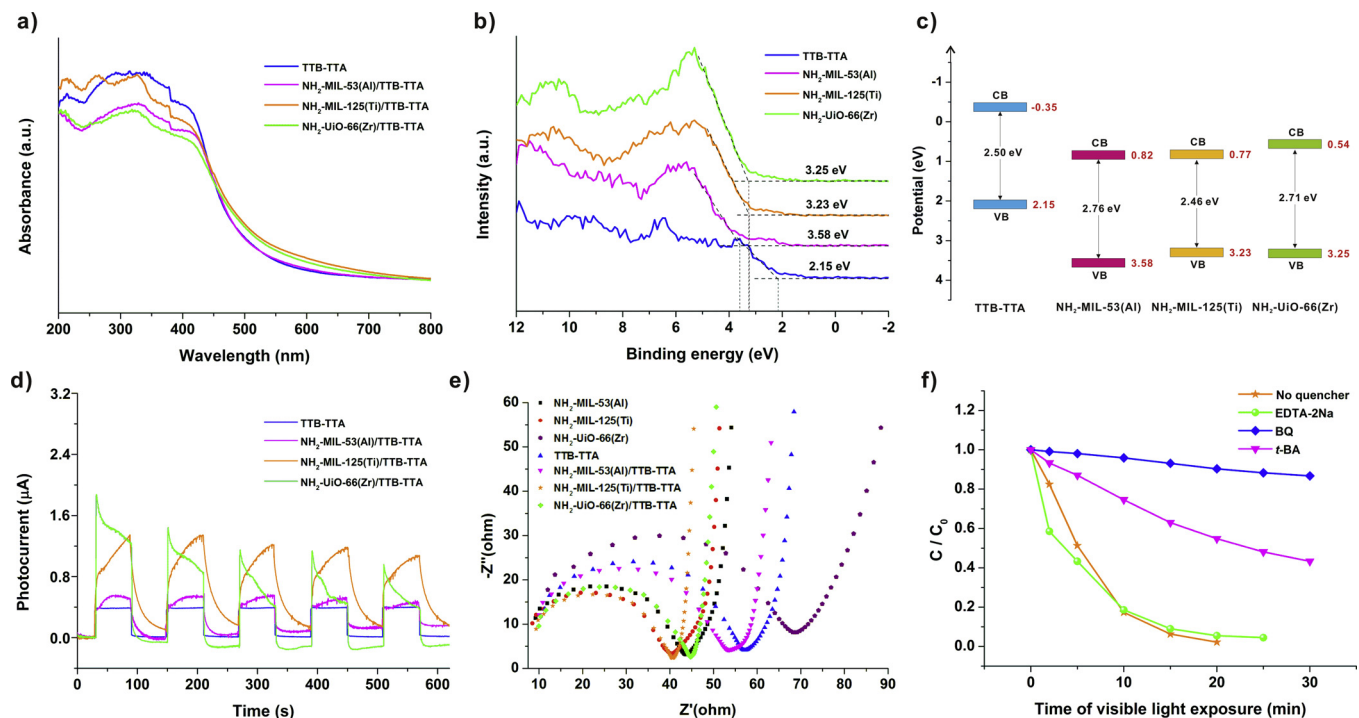 a)
TTB-TTA
NH₂-MIL-53(Al)/TTB-TTA
NH₂-MIL-125(Ti)/TTB-TTA
NH₂-UiO-66(Zr)/TTB-TTA
Absorbance (a.u.)
200 300 400 500 600 700 800
Wavelength (nm)
b)
TTB-TTA
NH₂-MIL-53(Al)
NH₂-MIL-125(Ti)
NH₂-UiO-66(Zr)
3.25 eV
3.23 eV
3.58 eV
2.15 eV
Intensity (a.u.)
12 10 8 6 4 2 0 -2
Binding energy (eV)
c)
Potential (eV)
-1
0
1
2
3
4
CB
-0.35
2.50 eV
2.15
VB
CB
0.82
2.76 eV
3.58
VB
CB
0.77
2.46 eV
3.23
VB
CB
0.54
2.71 eV
3.25
VB
TTB-TTA NH₂-MIL-53(Al) NH₂-MIL-125(Ti) NH₂-UiO-66(Zr)
d)
TTB-TTA
NH₂-MIL-53(Al)/TTB-TTA
NH₂-MIL-125(Ti)/TTB-TTA
NH₂-UiO-66(Zr)/TTB-TTA
Photocurrent (μA)
3.2
2.4
1.6
0.8
0.0
0 100 200 300 400 500 600
Time (s)
e)
NH₂-MIL-53(Al)
NH₂-MIL-125(Ti)
NH₂-UiO-66(Zr)
TTB-TTA
NH₂-MIL-53(Al)/TTB-TTA
NH₂-MIL-125(Ti)/TTB-TTA
NH₂-UiO-66(Zr)/TTB-TTA
-Z''(ohm)
60
50
40
30
20
10
0
10 20 30 40 50 60 70 80 90
Z'(ohm)
f)
No quencher
EDTA-2Na
BQ
t-BA
C / C₀
1.2
1.0
0.8
0.6
0.4
0.2
0.0
0 10 20 30
Time of visible light exposure (min)